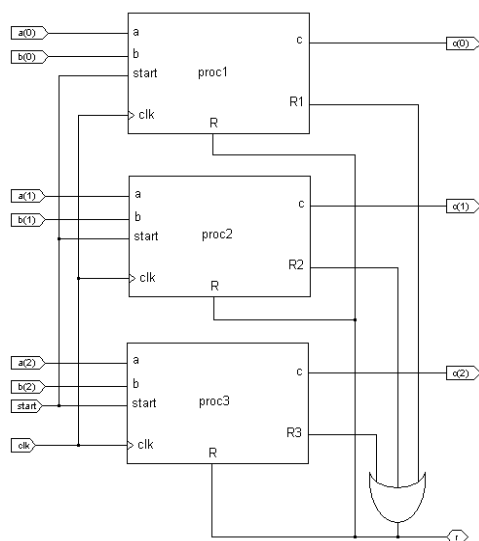 a(0)
a
c
c(0)
b(0)
b
start
proc1
R1
clk
R
a(1)
a
c
c(1)
b(1)
b
start
proc2
R2
clk
R
a(2)
a
c
c(2)
b(2)
b
start
start
proc3
R3
clk
clk
R
r